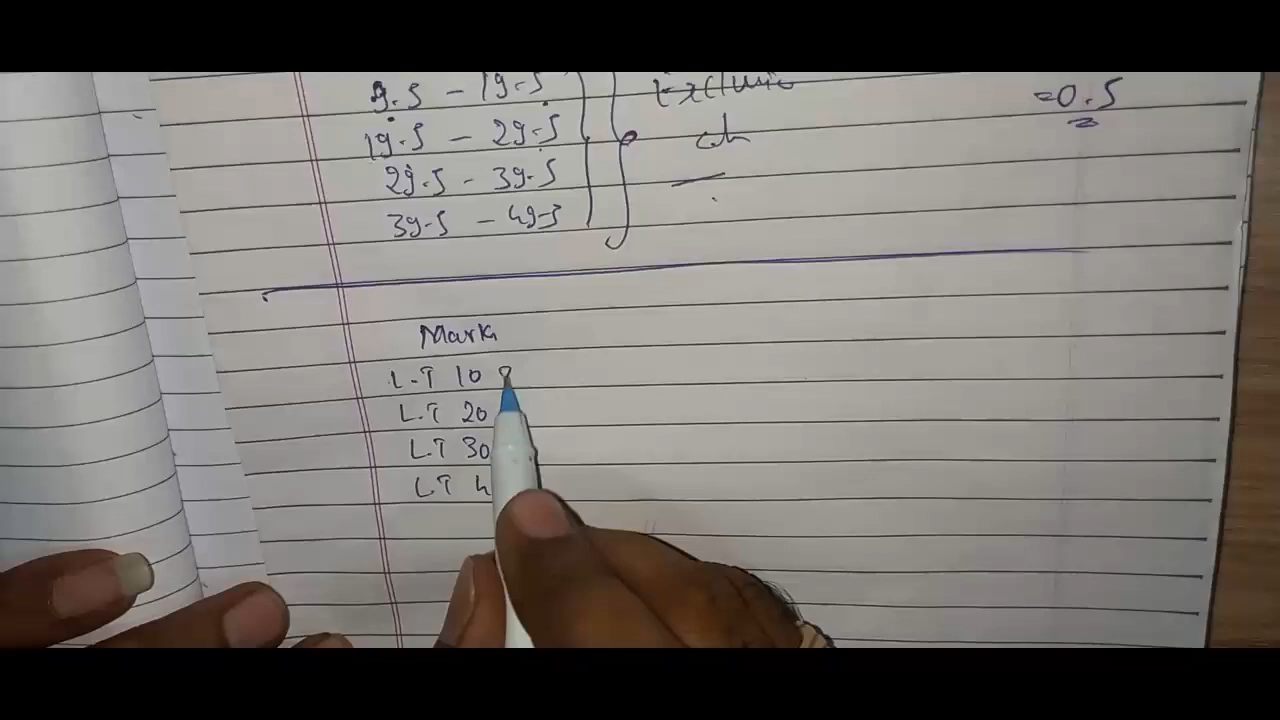 9.5 - 19.5
=0.5
19.5 - 29.5
29.5 - 39.5
39.5 - 49.5
Marks
L.T 10
L.T 20
L.T 30
L.T 4